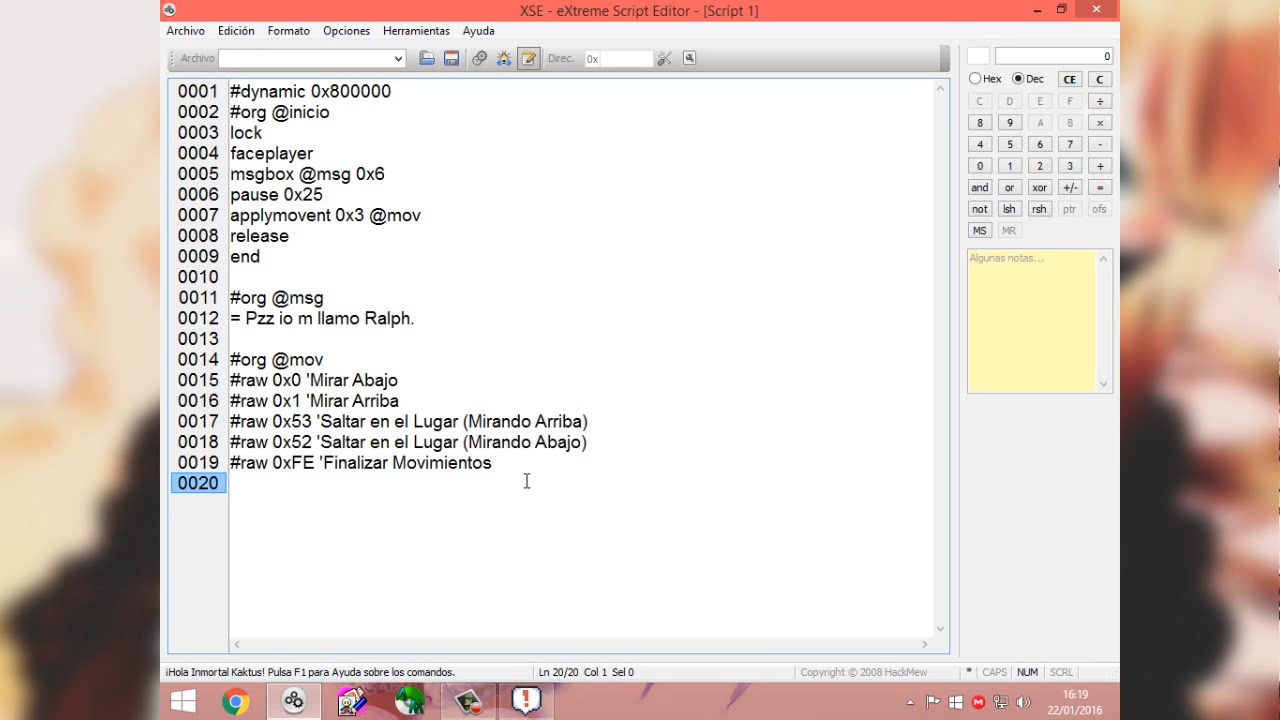 XSE - eXtreme Script Editor - [Script 1]
Archivo Edición Formato Opciones Herramientas Ayuda
Archivo Direc. 0x
0001 #dynamic 0x800000
0002 #org @inicio
0003 lock
0004 faceplayer
0005 msgbox @msg 0x6
0006 pause 0x25
0007 applymovent 0x3 @mov
0008 release
0009 end
0010
0011 #org @msg
0012 = Pzz io m llamo Ralph.
0013
0014 #org @mov
0015 #raw 0x0 'Mirar Abajo
0016 #raw 0x1 'Mirar Arriba
0017 #raw 0x53 'Saltar en el Lugar (Mirando Arriba)
0018 #raw 0x52 'Saltar en el Lugar (Mirando Abajo)
0019 #raw 0xFE 'Finalizar Movimientos
0020
0
Hex Dec CE C
C D E F ÷
8 9 A B ×
4 5 6 7 -
0 1 2 3 +
and or xor +/- =
not lsh rsh ptr ofs
MS MR
Algunas notas...
¡Hola Inmortal Kaktus! Pulsa F1 para Ayuda sobre los comandos. Ln 20/20 Col 1 Sel 0 Copyright © 2008 HackMew * CAPS NUM SCRL
16:19
22/01/2016